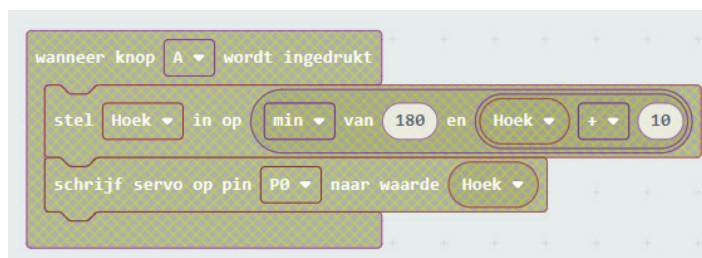 wanneer knop A wordt ingedrukt
stel Hoek in op min van 180 en Hoek + 10
schrijf servo op pin P0 naar waarde Hoek